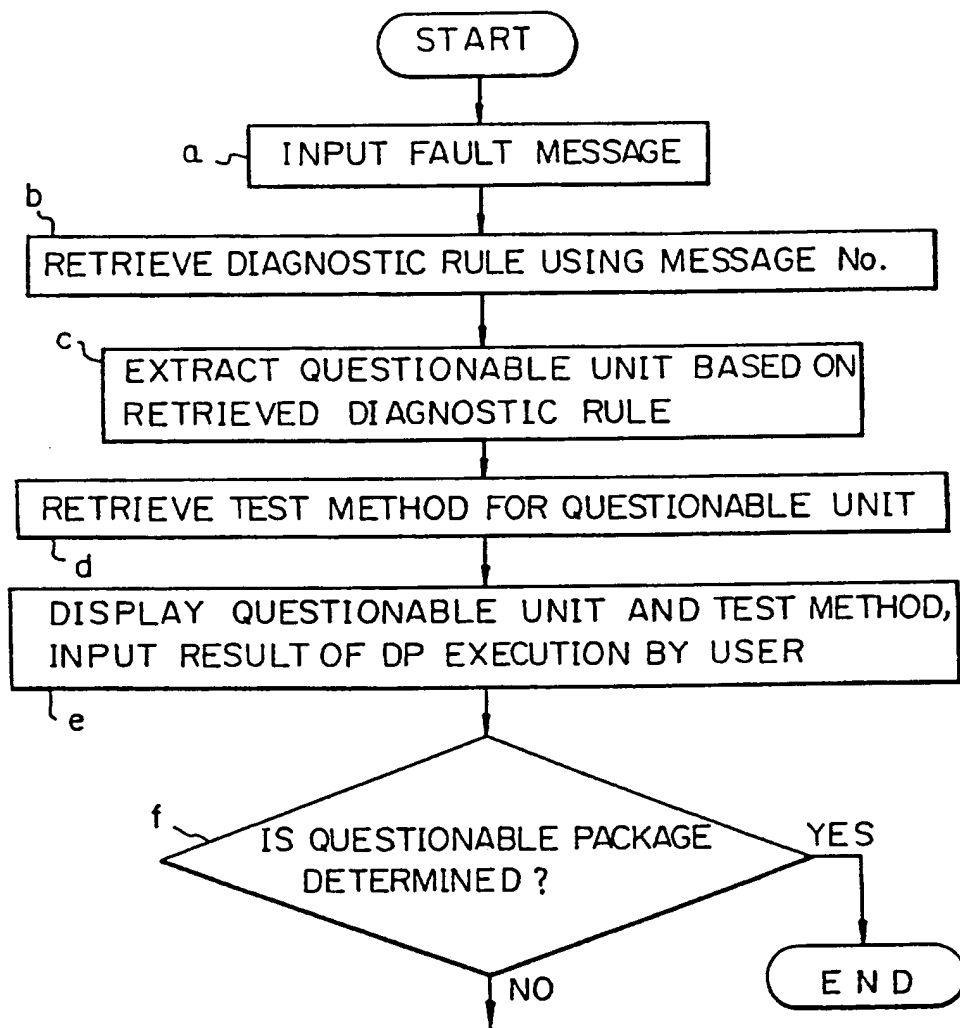 START
a
INPUT FAULT MESSAGE
b
RETRIEVE DIAGNOSTIC RULE USING MESSAGE No.
c
EXTRACT QUESTIONABLE UNIT BASED ON
RETRIEVED DIAGNOSTIC RULE
RETRIEVE TEST METHOD FOR QUESTIONABLE UNIT
d
DISPLAY QUESTIONABLE UNIT AND TEST METHOD,
INPUT RESULT OF DP EXECUTION BY USER
e
f
IS QUESTIONABLE PACKAGE
DETERMINED ?
YES
END
NO